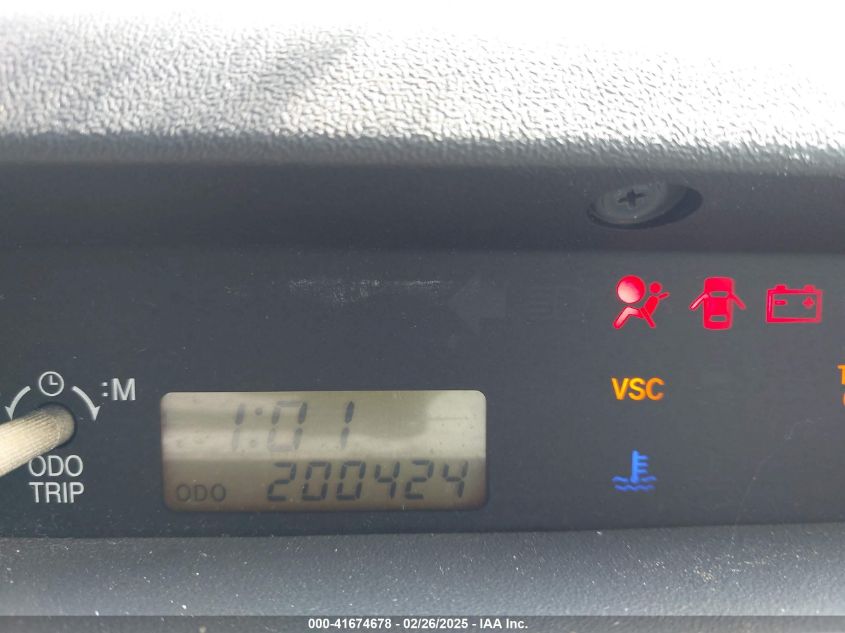 :M
1:01
VSC
ODO
TRIP
ODO 200424
000-41674678 - 02/26/2025 - IAA Inc.